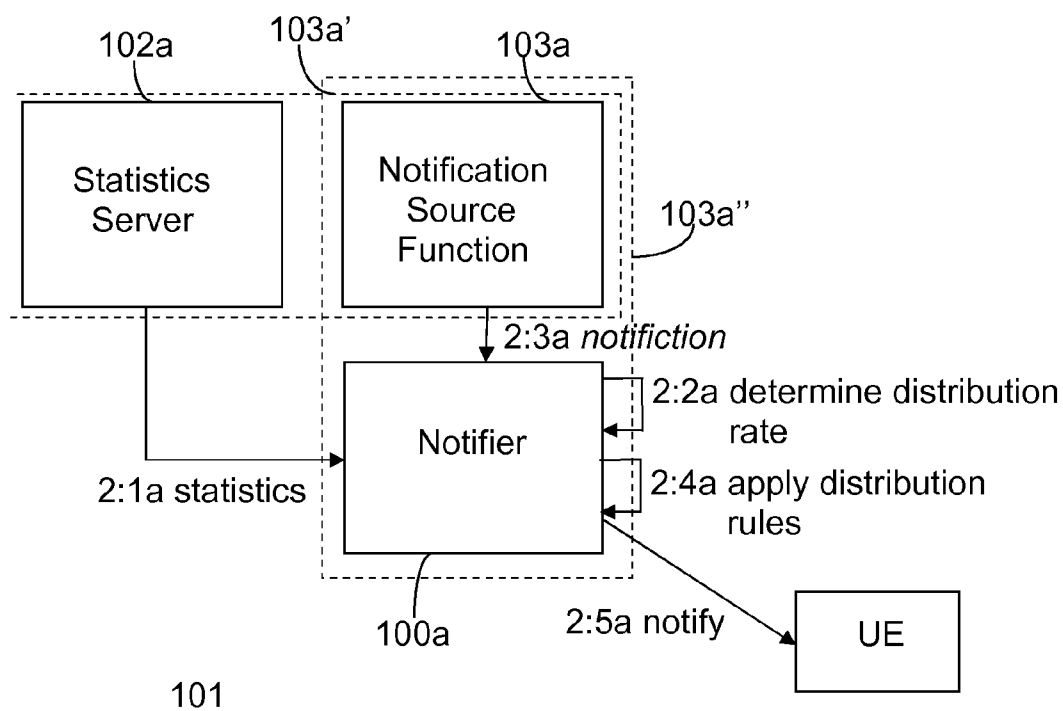 102a
103a’
103a
Statistics
Server
Notification
Source
Function
103a’’
2:3a notifiction
2:2a determine distribution
rate
Notifier
2:1a statistics
2:4a apply distribution
rules
100a
2:5a notify
UE
101